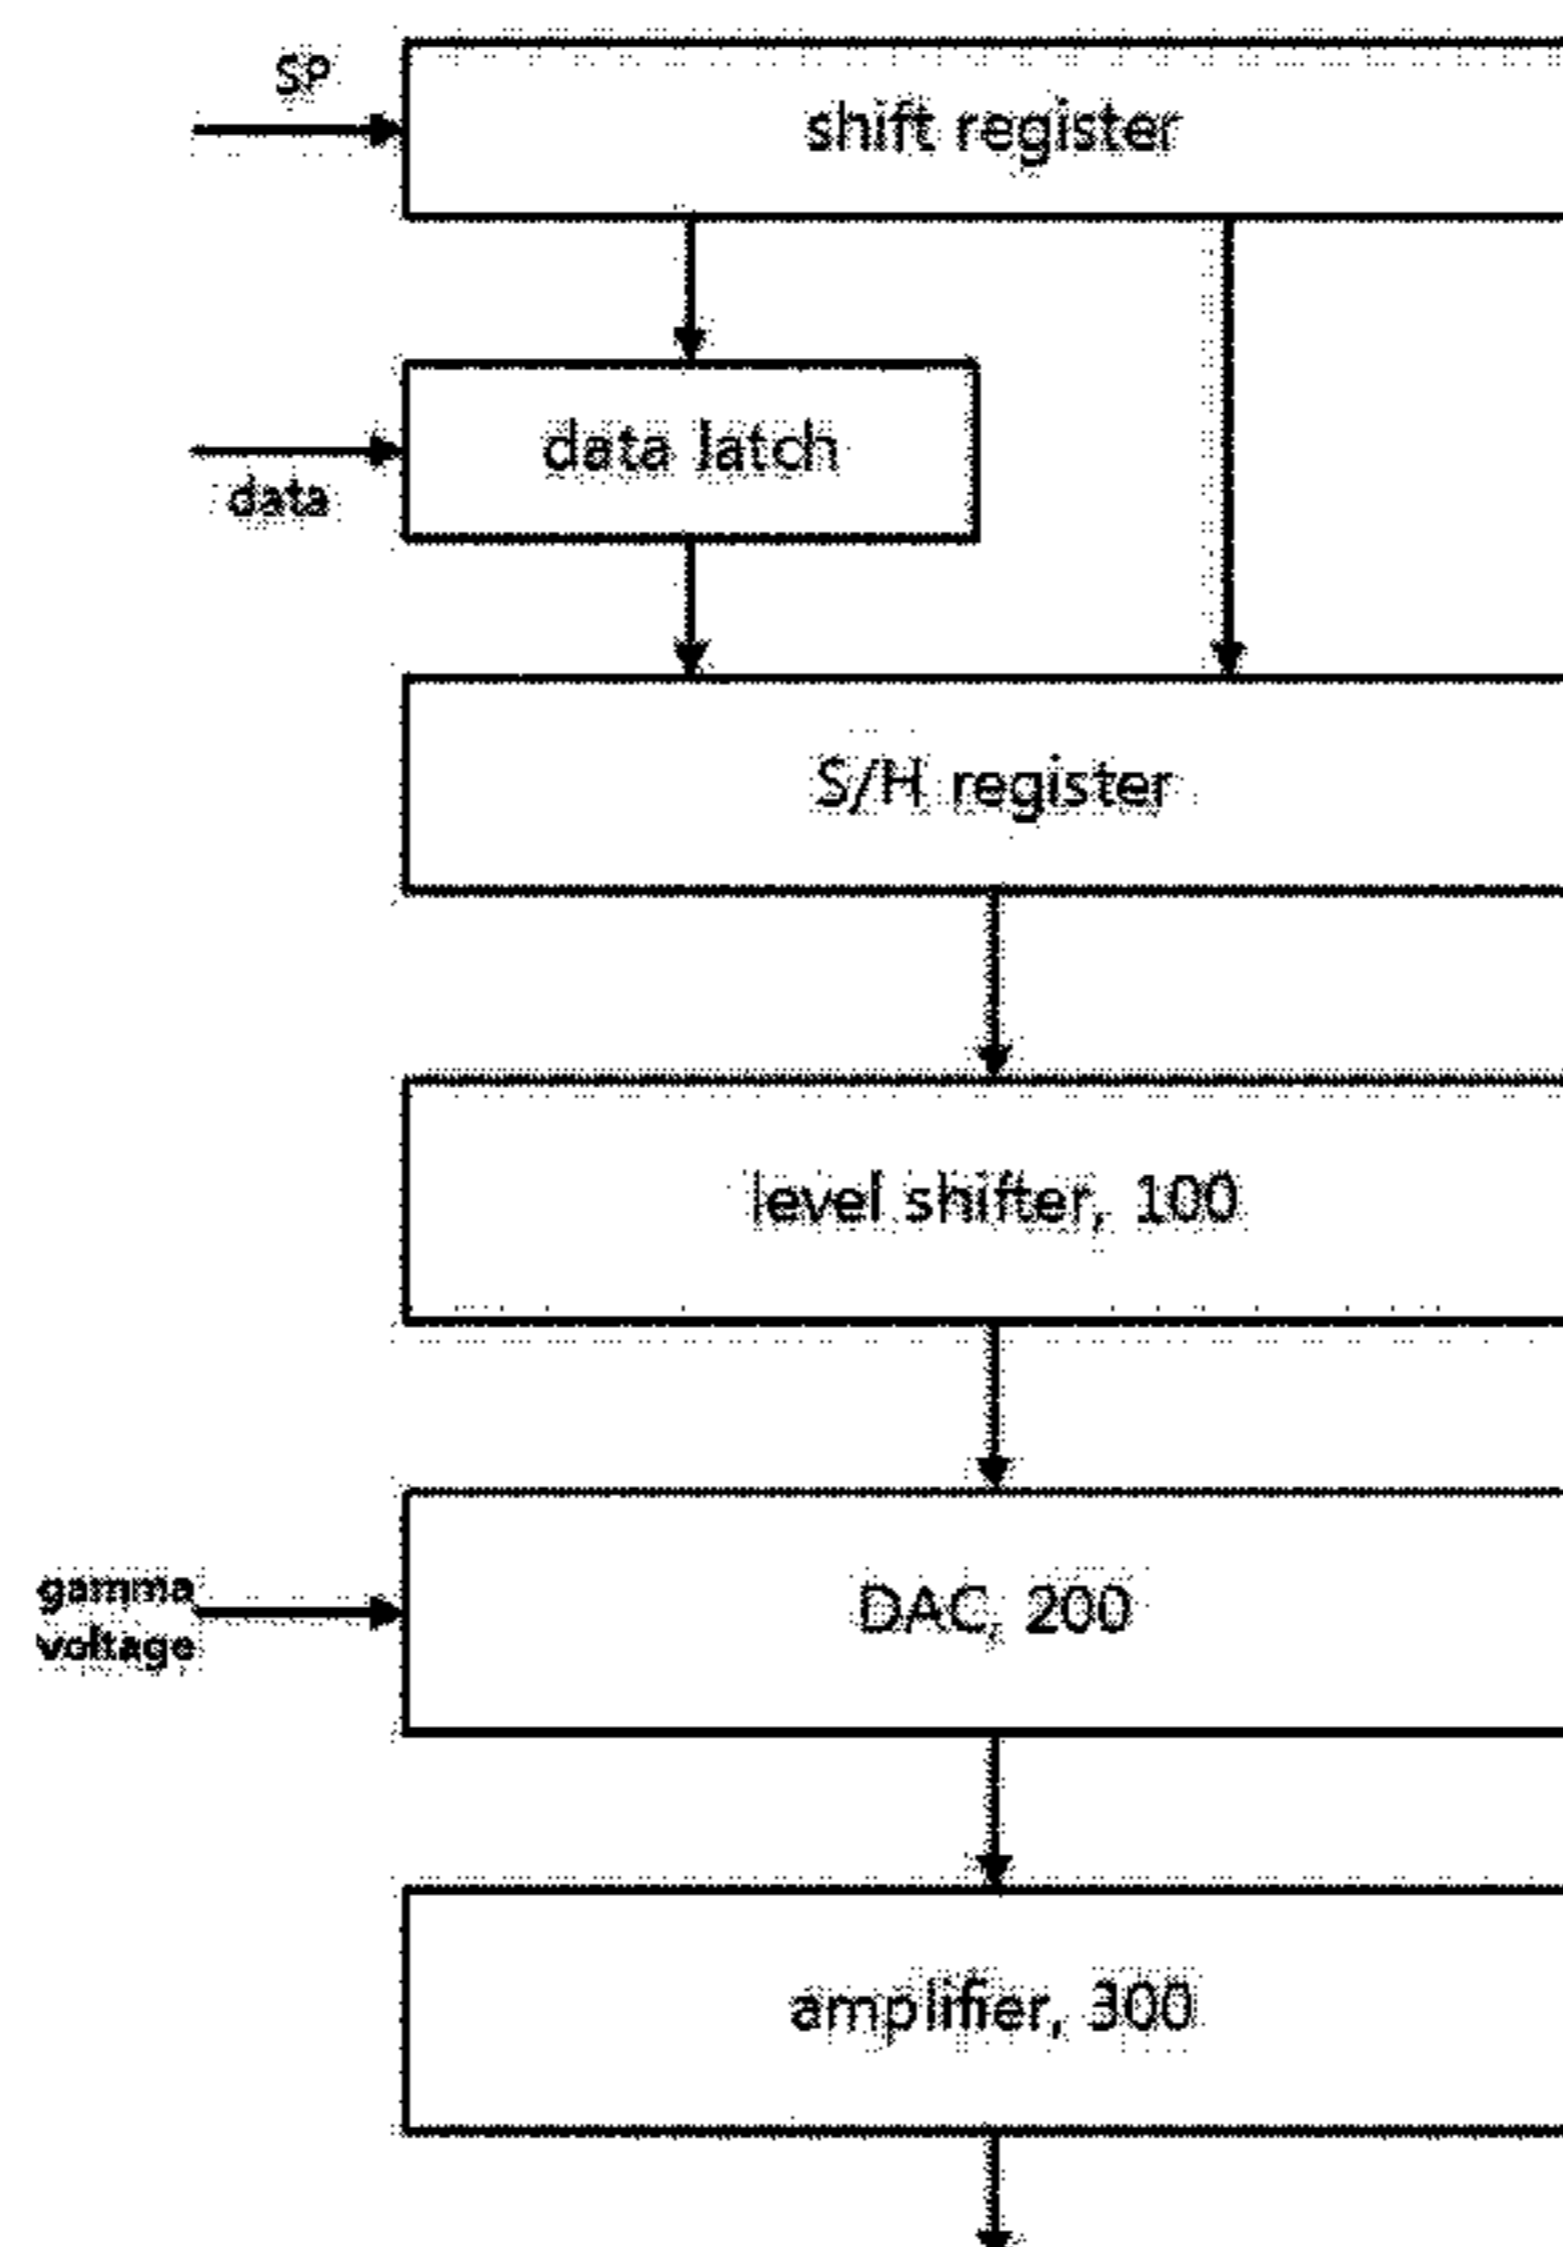 SP
shift register
data latch
data
S/H register
level shifter, 100
gamma
voltage
DAC, 200
amplifier, 300